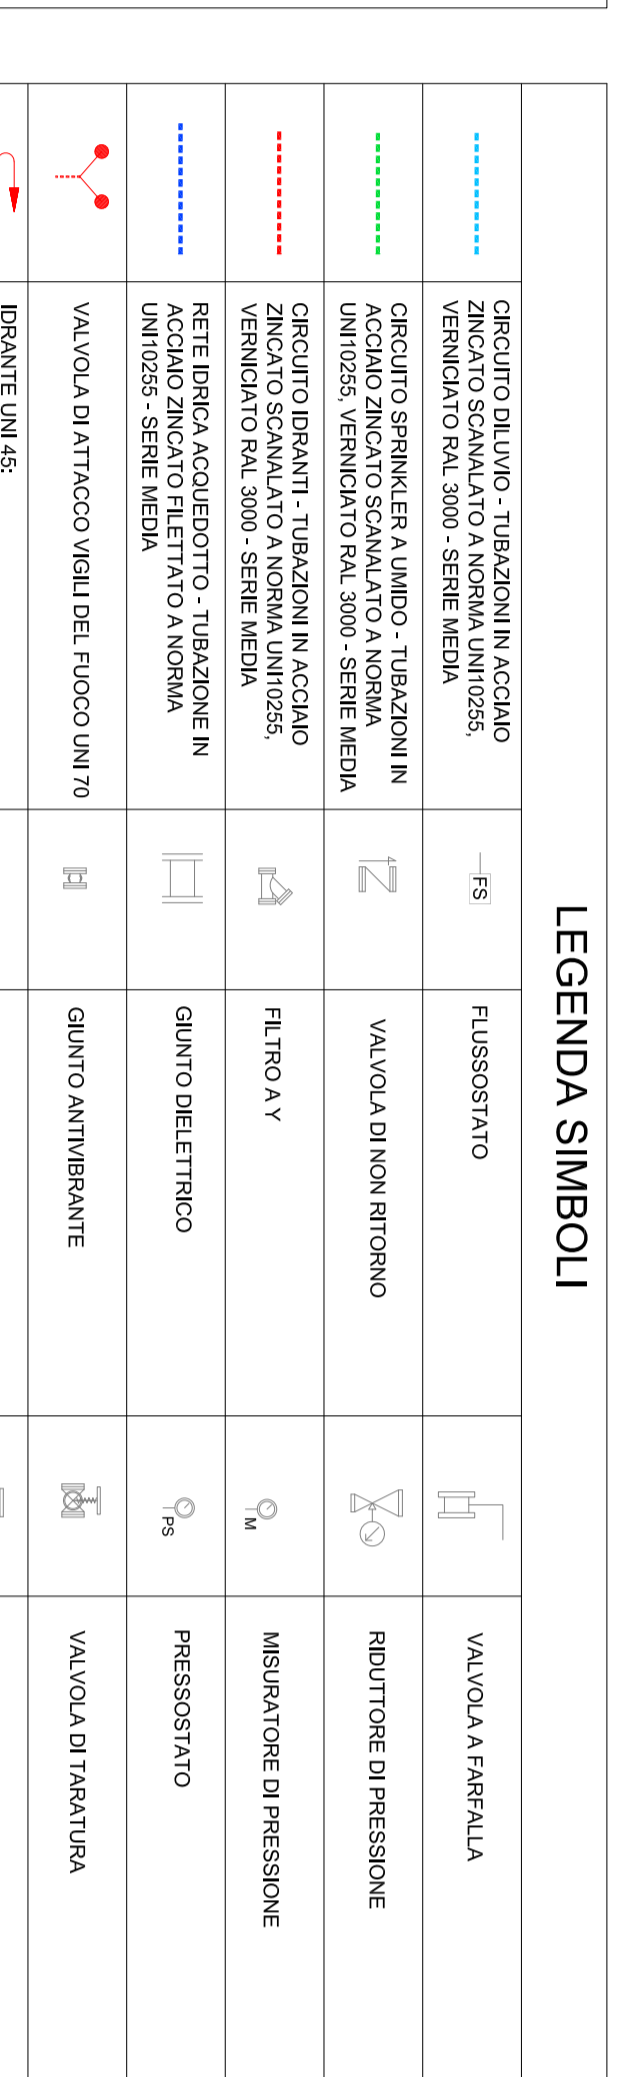 LEGENDA SIMBOLI
CIRCUITO DILUVIO - TUBAZIONI IN ACCIAIO
ZINCATO SCANALATO A NORMA UNI10255,
VERNICIATO RAL 3000 - SERIE MEDIA
FS
FLUSSOSTATO
VALVOLA A FARFALLA
CIRCUITO SPRINKLER A UMIDO - TUBAZIONI IN
ACCIAIO ZINCATO SCANALATO A NORMA
UNI10255, VERNICIATO RAL 3000 - SERIE MEDIA
VALVOLA DI NON RITORNO
RIDUTTORE DI PRESSIONE
CIRCUITO IDRANTI - TUBAZIONI IN ACCIAIO
ZINCATO SCANALATO A NORMA UNI10255,
VERNICIATO RAL 3000 - SERIE MEDIA
FILTRO A Y
M
MISURATORE DI PRESSIONE
RETE IDRICA ACQUEDOTTO - TUBAZIONE IN
ACCIAIO ZINCATO FILETTATO A NORMA
UNI10255 - SERIE MEDIA
GIUNTO DIELETTRICO
PS
PRESSOSTATO
VALVOLA DI ATTACCO VIGILI DEL FUOCO UNI 70
GIUNTO ANTIVIBRANTE
VALVOLA DI TARATURA
IDRANTE UNI 45: